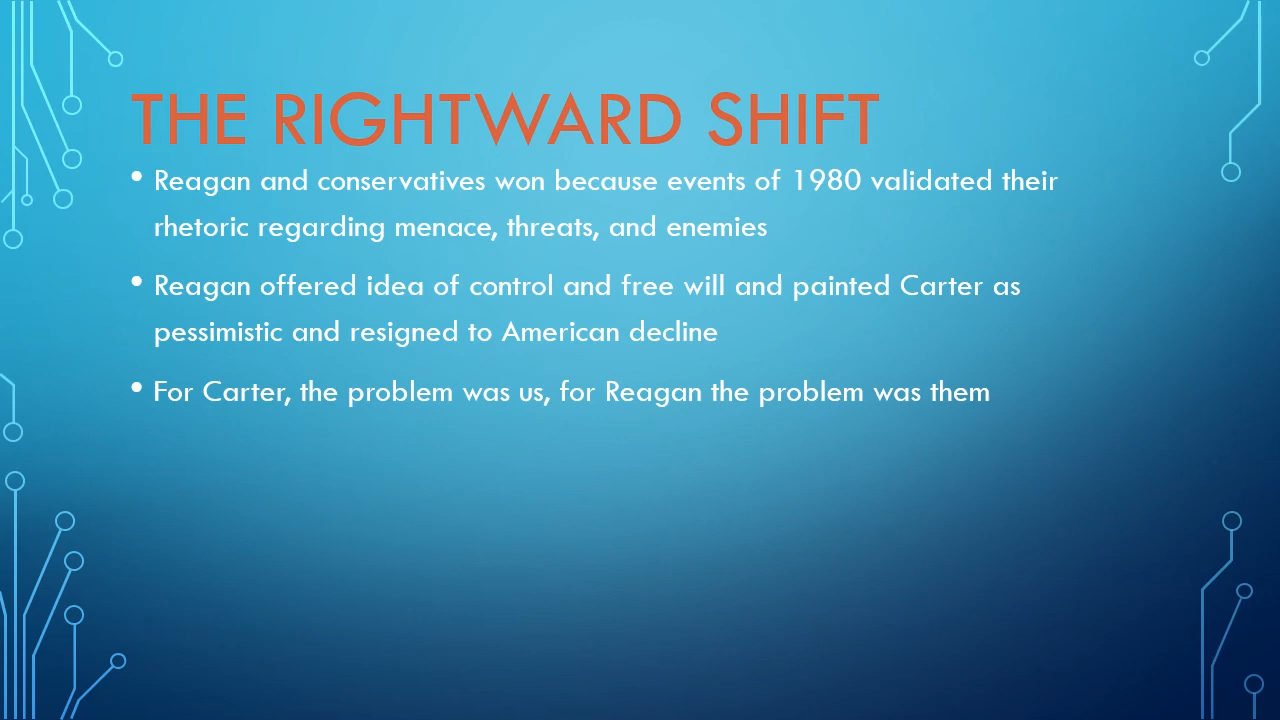 THE RIGHTWARD SHIFT
• Reagan and conservatives won because events of 1980 validated their
rhetoric regarding menace, threats, and enemies
• Reagan offered idea of control and free will and painted Carter as
pessimistic and resigned to American decline
• For Carter, the problem was us, for Reagan the problem was them